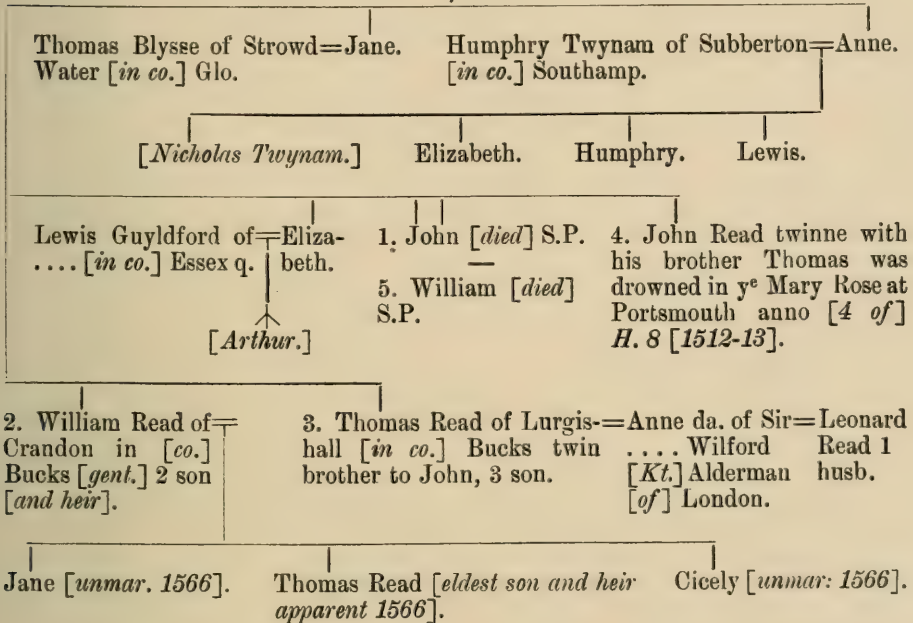 Thomas Blysse of Strowd=Jane.
Water [in co.] Glo.
Humphry Twynam of Subberton=Anne.
[in co.] Southamp.
[Nicholas Twynam.]
Elizabeth.
Humphry.
Lewis.
Lewis Guyldford of=Eliza-
.... [in co.] Essex q. beth.
[Arthur.]
1. John [died] S.P.
—
5. William [died]
S.P.
4. John Read twinne with
his brother Thomas was
drowned in yᵉ Mary Rose at
Portsmouth anno [4 of]
H. 8 [1512-13].
2. William Read of=
Crandon in [co.]
Bucks [gent.] 2 son
[and heir].
3. Thomas Read of Lurgis-=Anne da. of Sir=Leonard
hall [in co.] Bucks twin .... Wilford Read 1
brother to John, 3 son. [Kt.] Alderman husb.
[of] London.
Jane [unmar. 1566].
Thomas Read [eldest son and heir
apparent 1566].
Cicely [unmar: 1566].